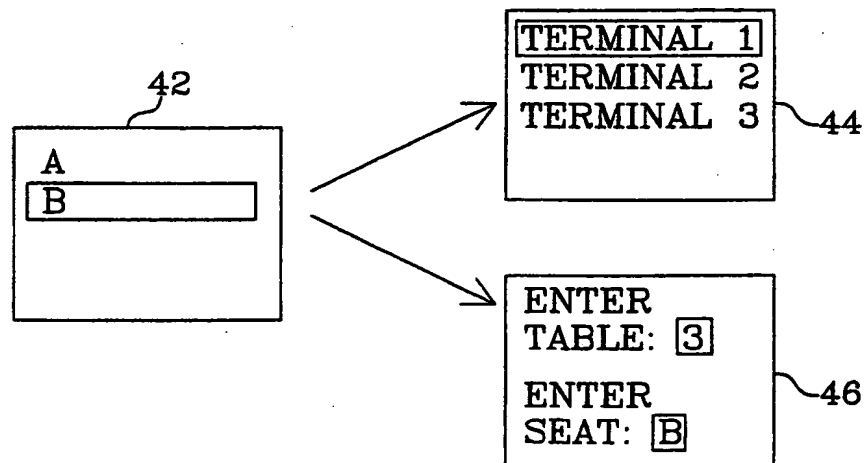 42
A
B
TERMINAL 1
TERMINAL 2
TERMINAL 3
44
ENTER
TABLE: 3
ENTER
SEAT: B
46